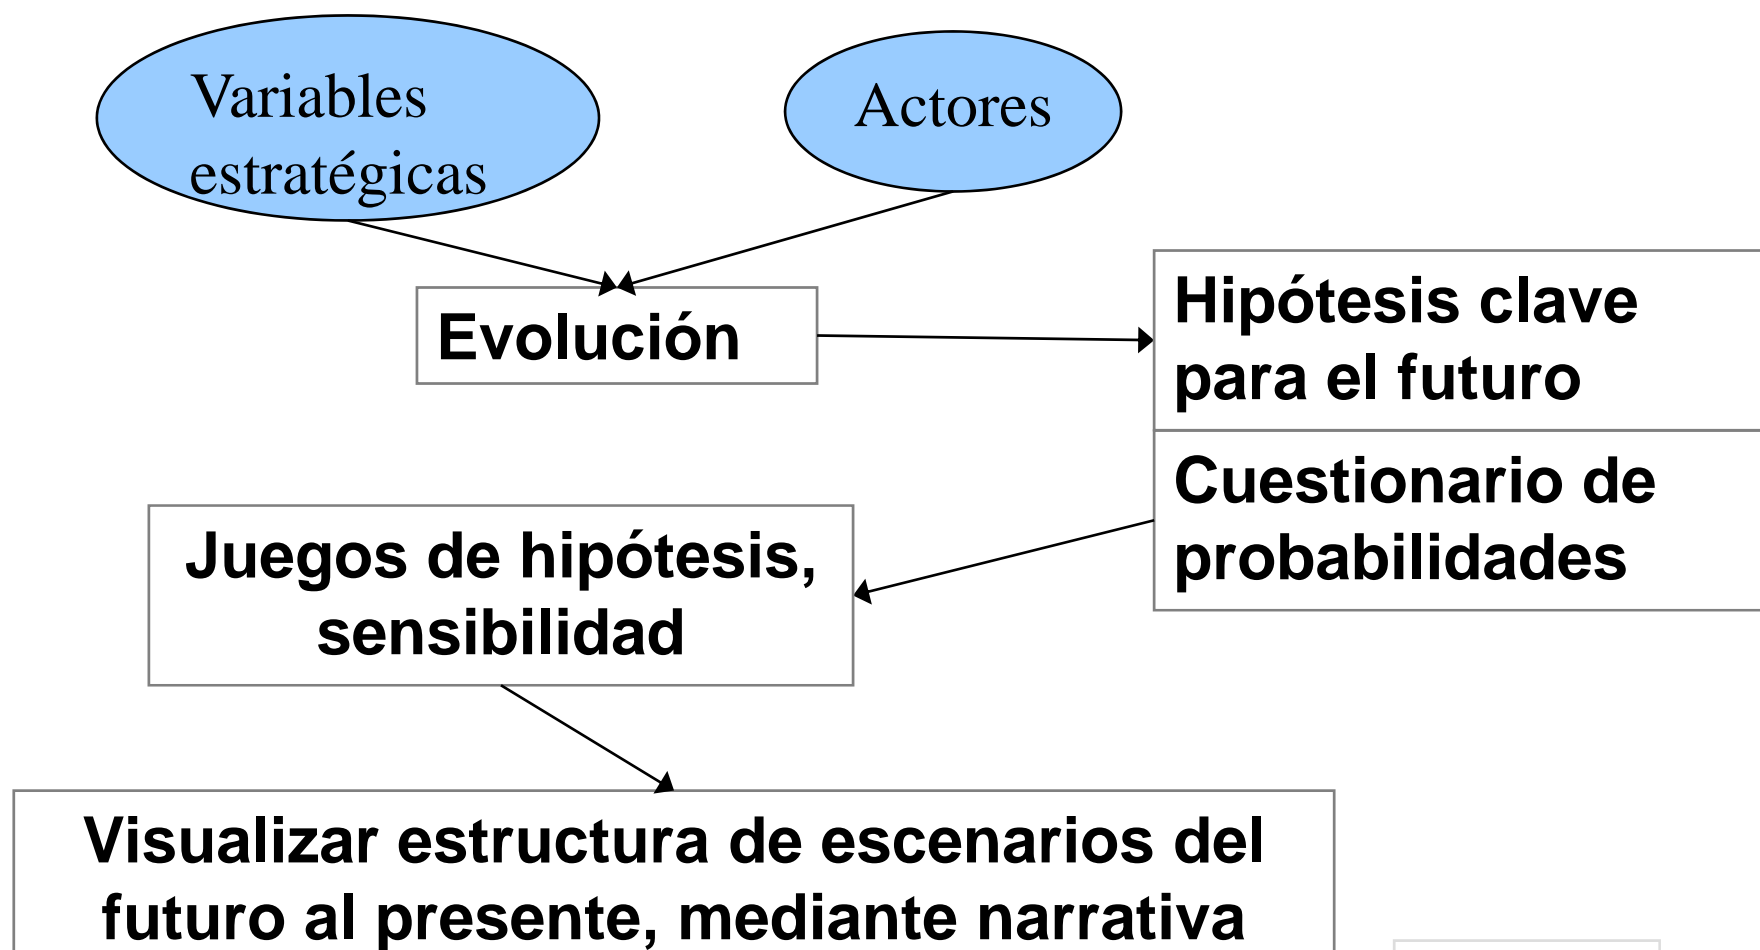 Variables
estratégicas
Actores
Evolución
Hipótesis clave
para el futuro
Cuestionario de
probabilidades
Juegos de hipótesis,
sensibilidad
Visualizar estructura de escenarios del
futuro al presente, mediante narrativa